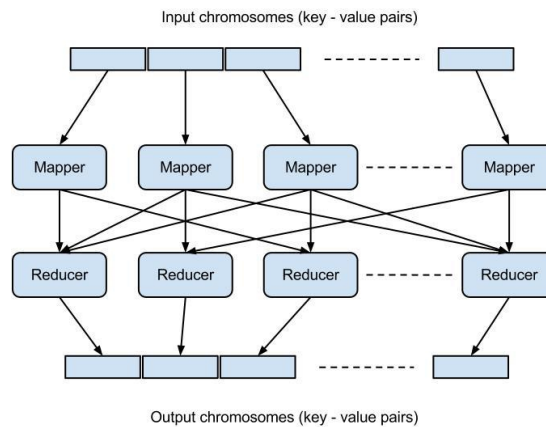 Input chromosomes (key - value pairs)
Mapper Mapper Mapper Mapper
Reducer Reducer Reducer Reducer
Output chromosomes (key - value pairs)